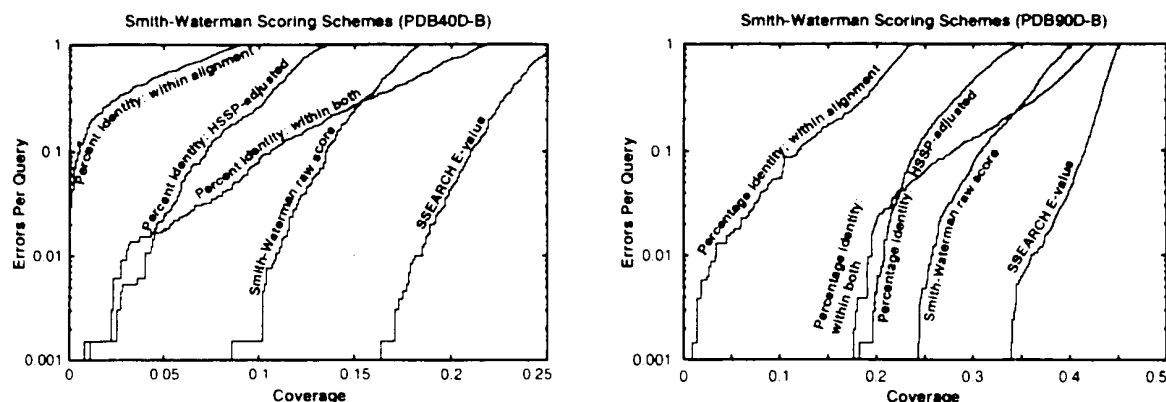 Smith-Waterman Scoring Schemes (PDB40D-B)
1
0.1
0.01
0.001
Errors Per Query
Percent identity: within alignment
Percent identity: HSSP-adjusted
Percent identity: within both
Smith-Waterman raw score
SSEARCH E-value
0
0.05
0.1
0.15
0.2
0.25
Coverage
Smith-Waterman Scoring Schemes (PDB90D-B)
1
0.1
0.01
0.001
Errors Per Query
Percentage identity: within alignment
Percentage identity:
within both
Percentage identity: HSSP-adjusted
Smith-Waterman raw score
SSEARCH E-value
0
0.1
0.2
0.3
0.4
0.5
Coverage